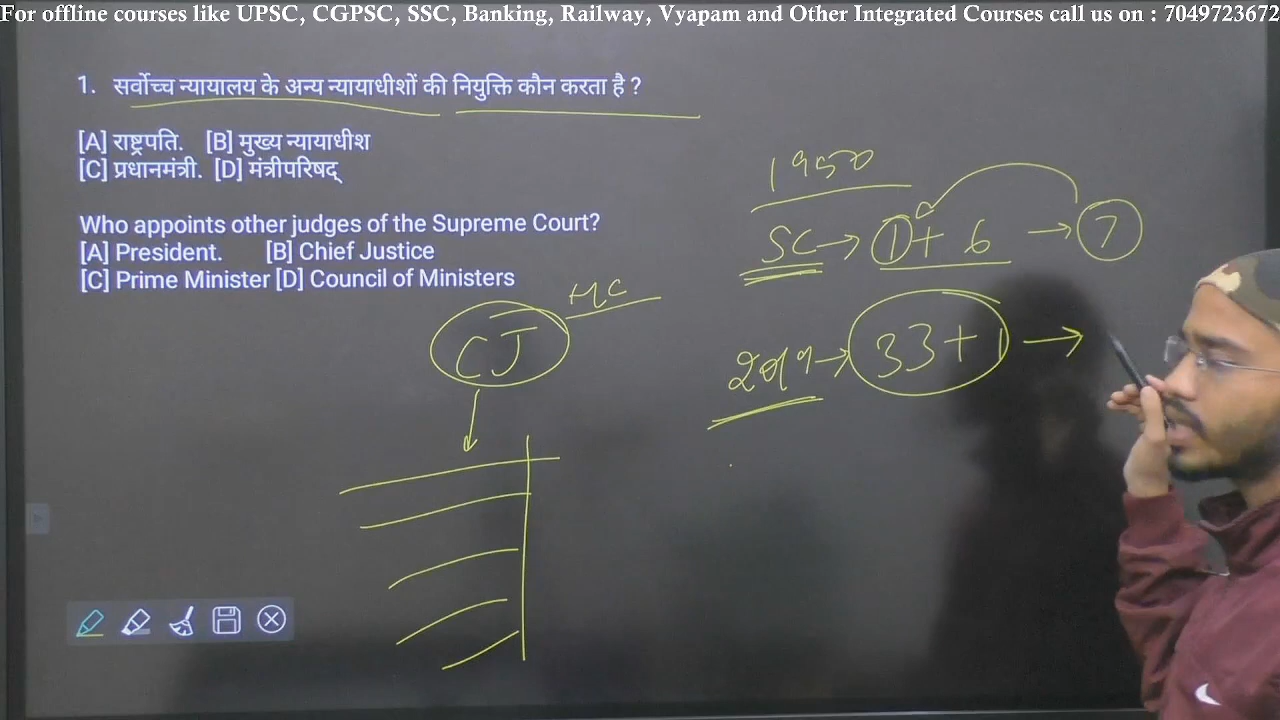 For offline courses like UPSC, CGPSC, SSC, Banking, Railway, Vyapam and Other Integrated Courses call us on : 7049723672
1. सर्वोच्च न्यायालय के अन्य न्यायाधीशों की नियुक्ति कौन करता है ?
[A] राष्ट्रपति. [B] मुख्य न्यायाधीश
[C] प्रधानमंत्री. [D] मंत्रीपरिषद्
Who appoints other judges of the Supreme Court?
[A] President. [B] Chief Justice
[C] Prime Minister [D] Council of Ministers
1950
SC → 1 + 6 → 7
HC
CJ
2019 → 33 + 1 →